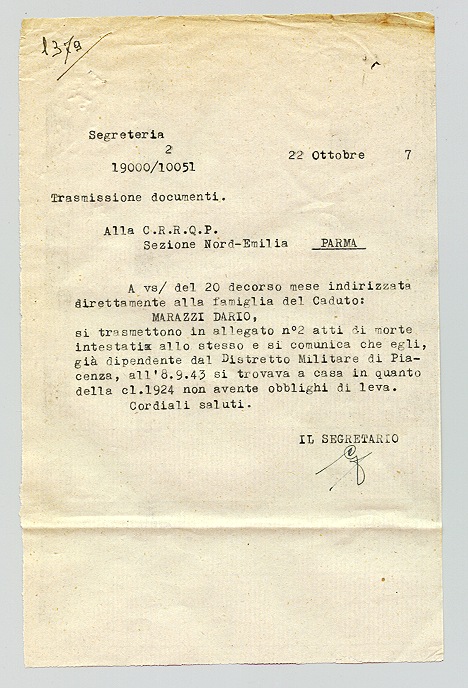 1379
Segreteria
2
19000/10051
22 Ottobre 7
Trasmissione documenti.
Alla C.R.R.Q.P.
Sezione Nord-Emilia PARMA
A vs/ del 20 decorso mese indirizzata
direttamente alla famiglia del Caduto:
MARAZZI DARIO,
si trasmettono in allegato n°2 atti di morte
intestatix allo stesso e si comunica che egli,
già dipendente dal Distretto Militare di Pia-
cenza, all'8.9.43 si trovava a casa in quanto
della cl.1924 non avente obblighi di leva.
Cordiali saluti.
IL SEGRETARIO